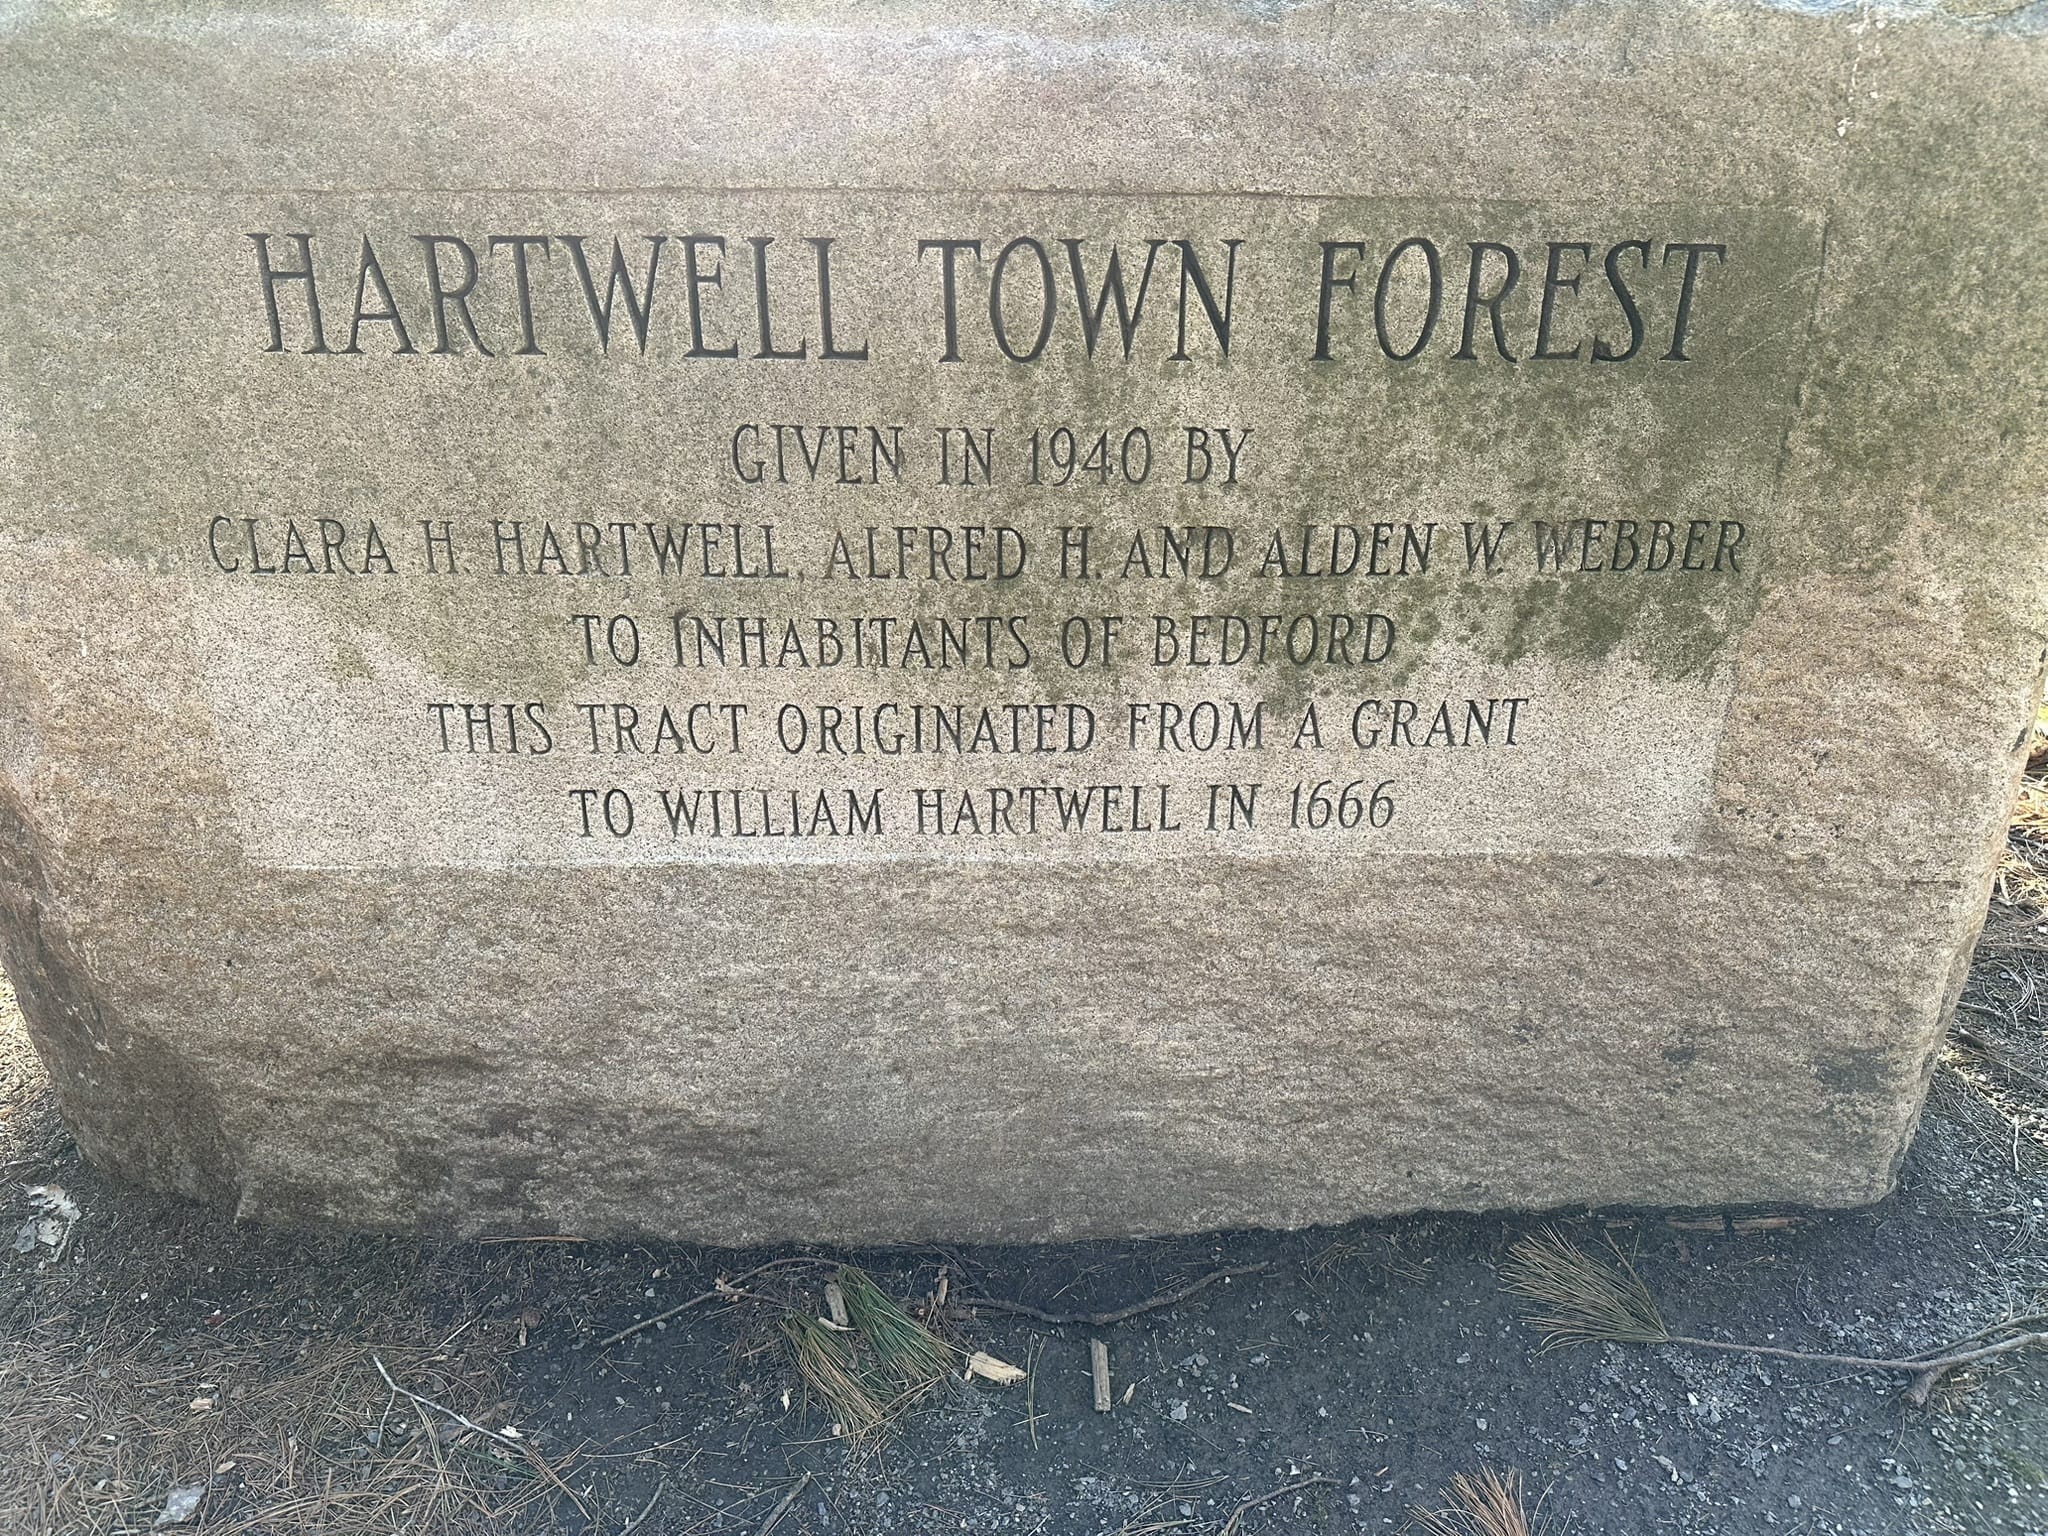 HARTWELL TOWN FOREST
GIVEN IN 1940 BY
CLARA H. HARTWELL, ALFRED H. AND ALDEN W. WEBBER
TO INHABITANTS OF BEDFORD
THIS TRACT ORIGINATED FROM A GRANT
TO WILLIAM HARTWELL IN 1666